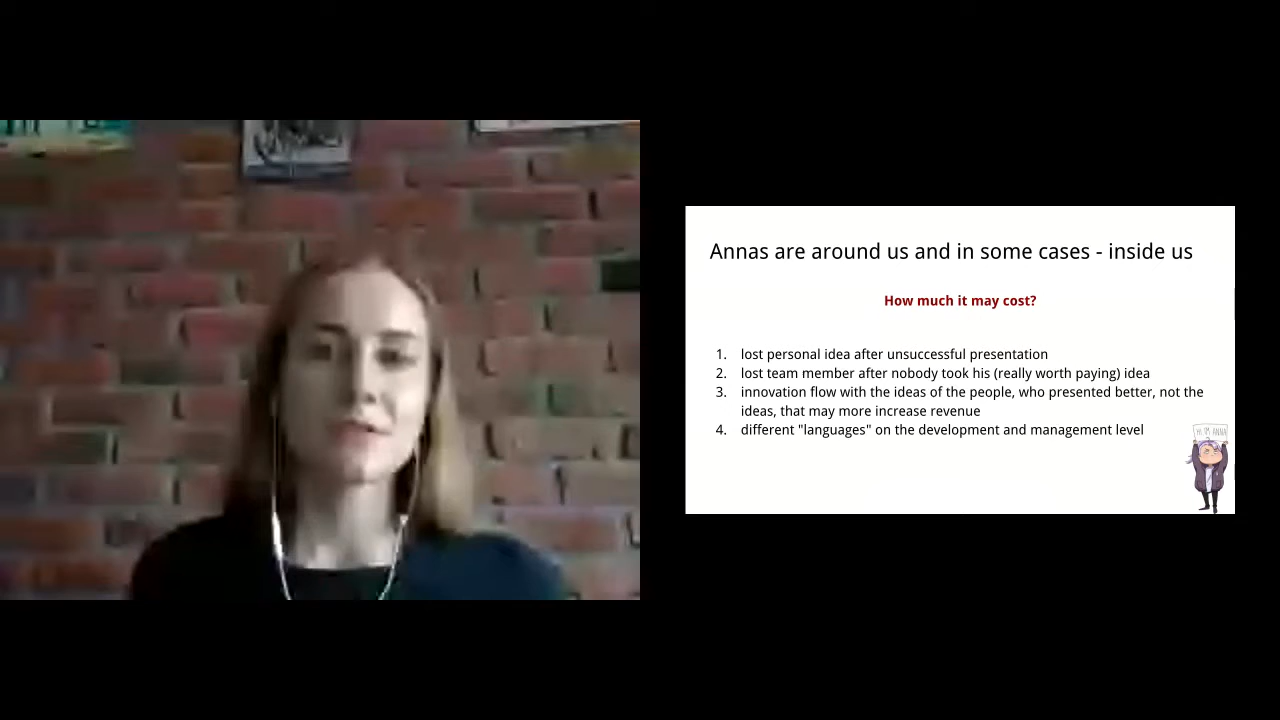 Annas are around us and in some cases - inside us
How much it may cost?
1. lost personal idea after unsuccessful presentation
2. lost team member after nobody took his (really worth paying) idea
3. innovation flow with the ideas of the people, who presented better, not the
ideas, that may more increase revenue
4. different "languages" on the development and management level
HI IM ANNA